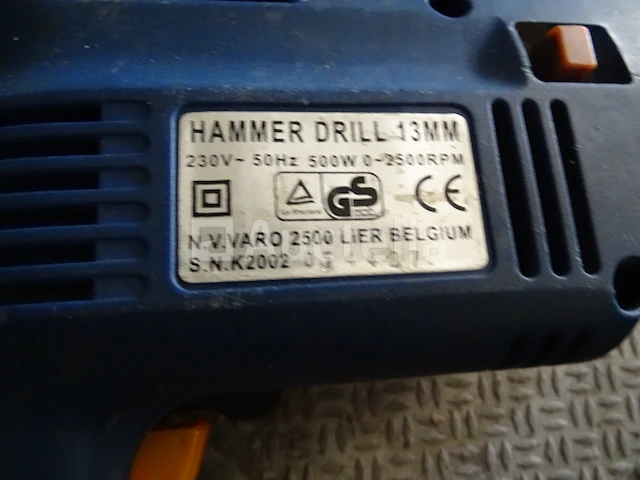 HAMMER DRILL 13MM
230V~ 50Hz 500W 0-2500RPM
GS
CE
N.V.VARO 2500 LIER BELGIUM
S.N.K2002